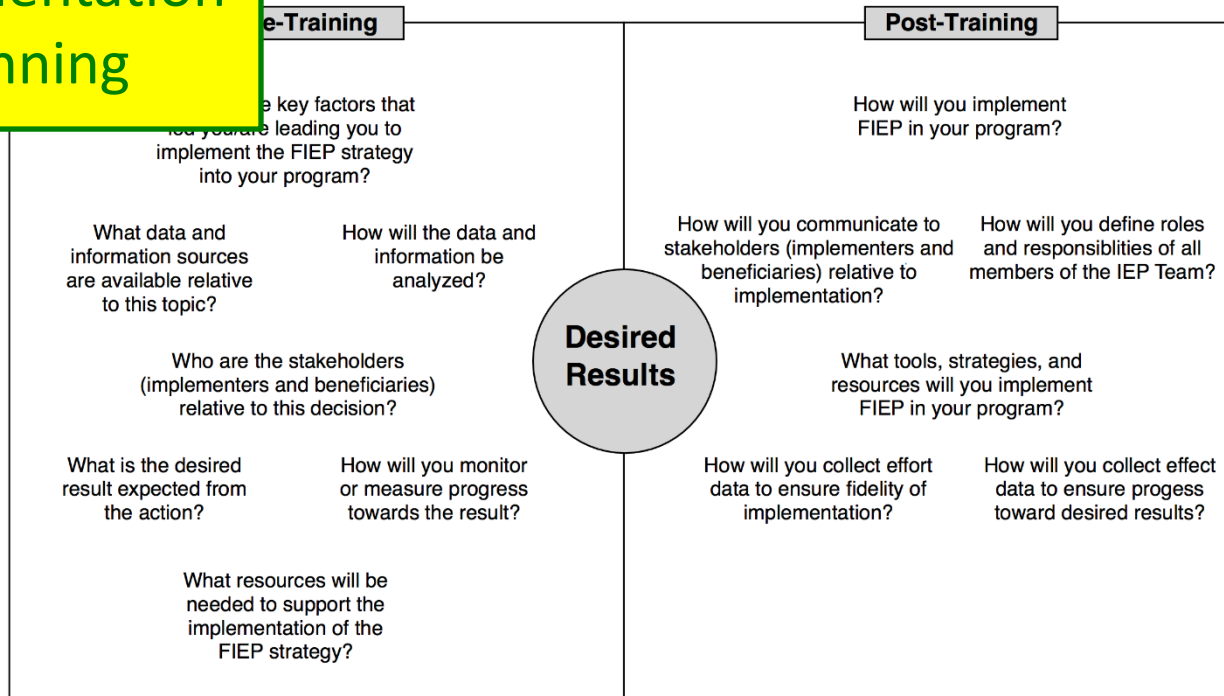 entation
nning
e-Training
e key factors that
led you/are leading you to
implement the FIEP strategy
into your program?
What data and
information sources
are available relative
to this topic?
How will the data and
information be
analyzed?
Who are the stakeholders
(implementers and beneficiaries)
relative to this decision?
What is the desired
result expected from
the action?
How will you monitor
or measure progress
towards the result?
What resources will be
needed to support the
implementation of the
FIEP strategy?
Desired
Results
Post-Training
How will you implement
FIEP in your program?
How will you communicate to
stakeholders (implementers and
beneficiaries) relative to
implementation?
How will you define roles
and responsiblities of all
members of the IEP Team?
What tools, strategies, and
resources will you implement
FIEP in your program?
How will you collect effort
data to ensure fidelity of
implementation?
How will you collect effect
data to ensure progess
toward desired results?